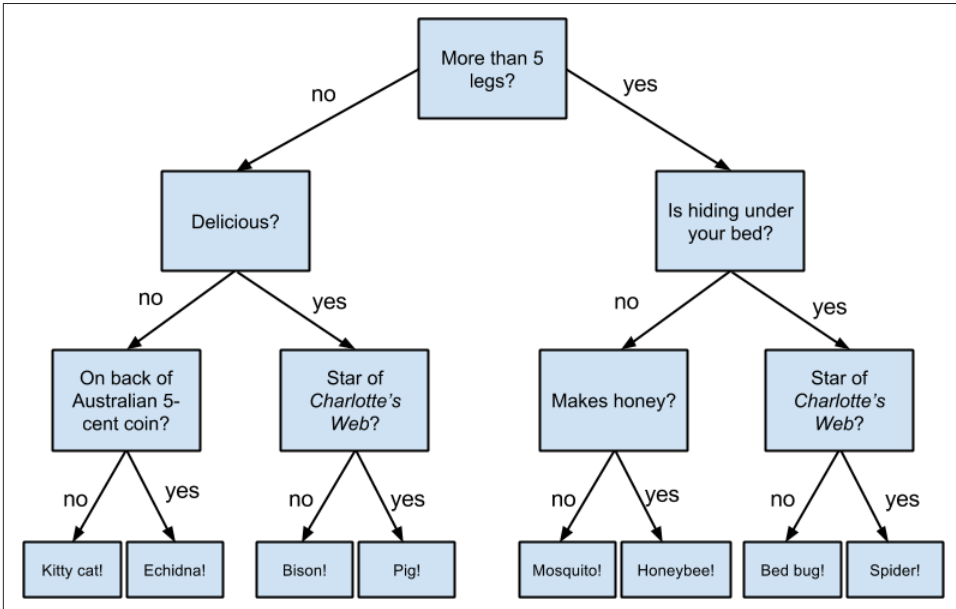 More than 5
legs?
no
yes
Delicious?
Is hiding under
your bed?
no
yes
no
yes
On back of
Australian 5-
cent coin?
Star of
Charlotte's
Web?
Makes honey?
Star of
Charlotte's
Web?
no
yes
no
yes
no
yes
no
yes
Kitty cat!
Echidna!
Bison!
Pig!
Mosquito!
Honeybee!
Bed bug!
Spider!